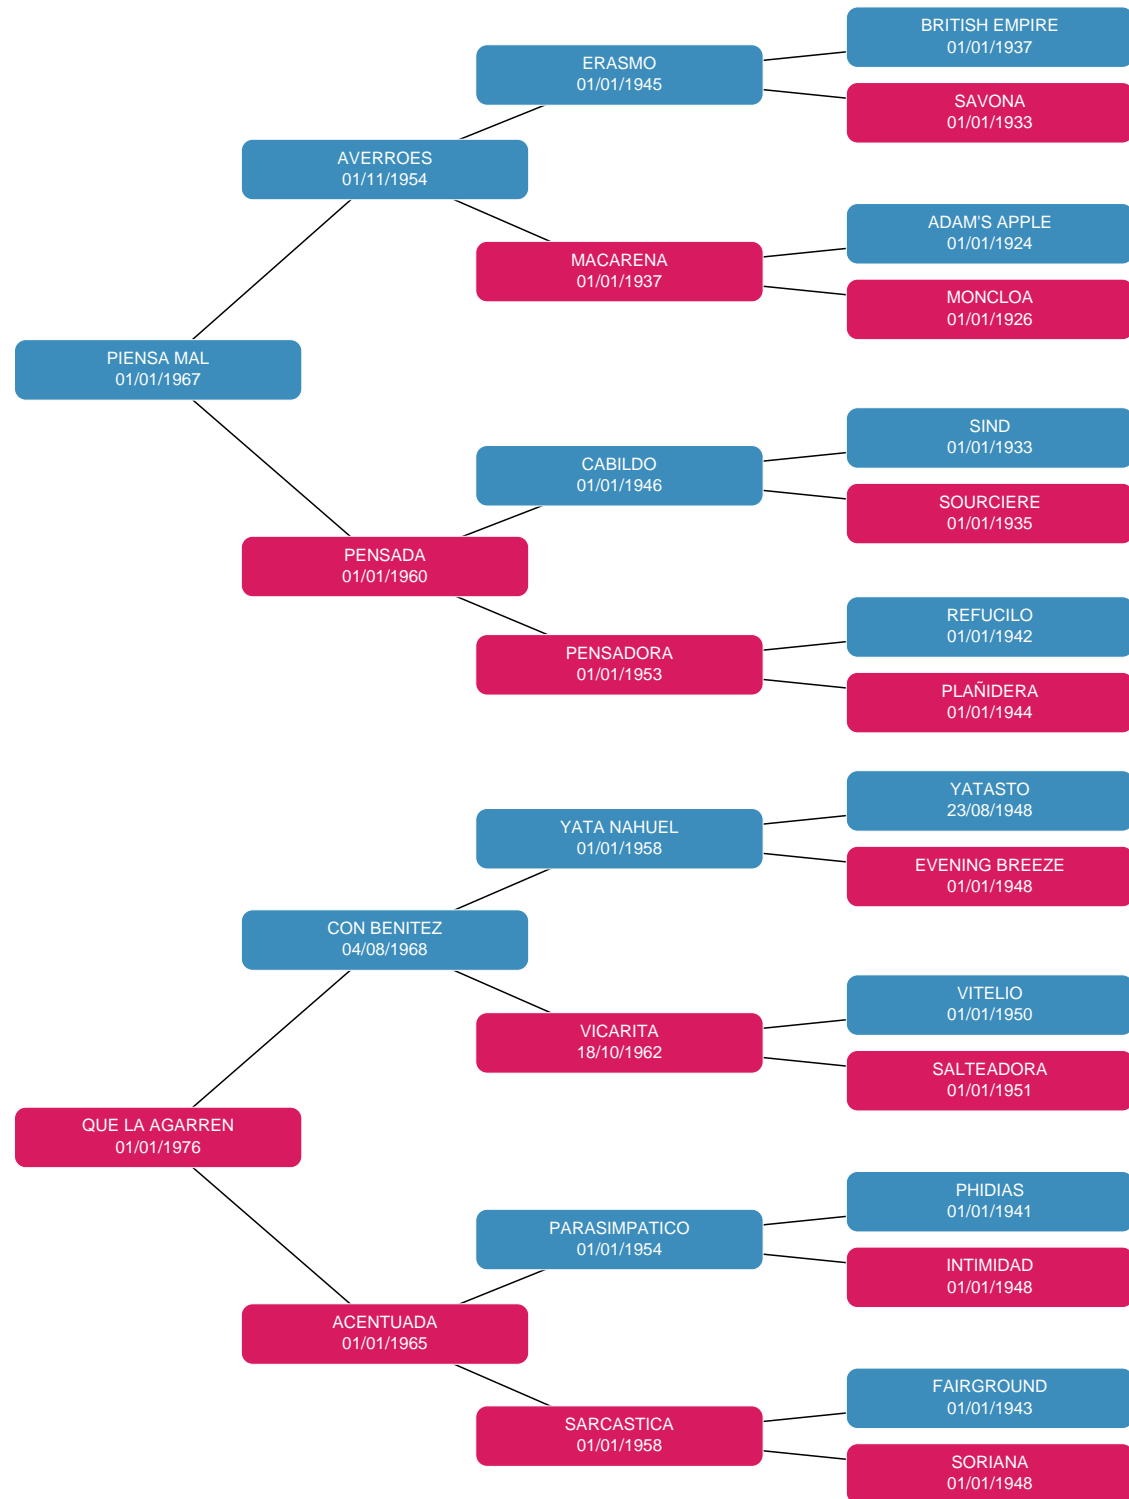 BRITISH EMPIRE
01/01/1937
ERASMO
01/01/1945
SAVONA
01/01/1933
AVERROES
01/11/1954
ADAM'S APPLE
01/01/1924
MACARENA
01/01/1937
MONCLOA
01/01/1926
PIENSA MAL
01/01/1967
SIND
01/01/1933
CABILDO
01/01/1946
SOURCIERE
01/01/1935
PENSADA
01/01/1960
REFUCILO
01/01/1942
PENSADORA
01/01/1953
PLAÑIDERA
01/01/1944
YATASTO
23/08/1948
YATA NAHUEL
01/01/1958
EVENING BREEZE
01/01/1948
CON BENITEZ
04/08/1968
VITELIO
01/01/1950
VICARITA
18/10/1962
SALTEADORA
01/01/1951
QUE LA AGARREN
01/01/1976
PHIDIAS
01/01/1941
PARASIMPATICO
01/01/1954
INTIMIDAD
01/01/1948
ACENTUADA
01/01/1965
FAIRGROUND
01/01/1943
SARCASTICA
01/01/1958
SORIANA
01/01/1948